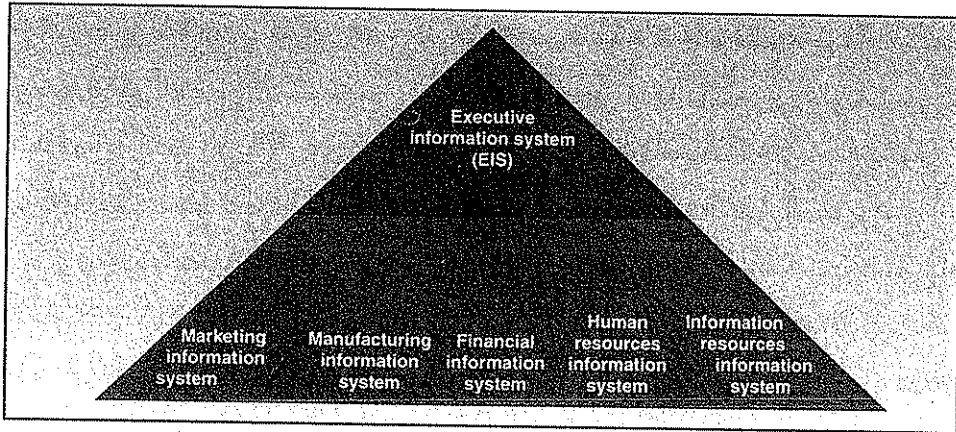 Executive
information system
(EIS)
Marketing
information
system
Manufacturing
information
system
Financial
information
system
Human
resources
information
system
Information
resources
information
system